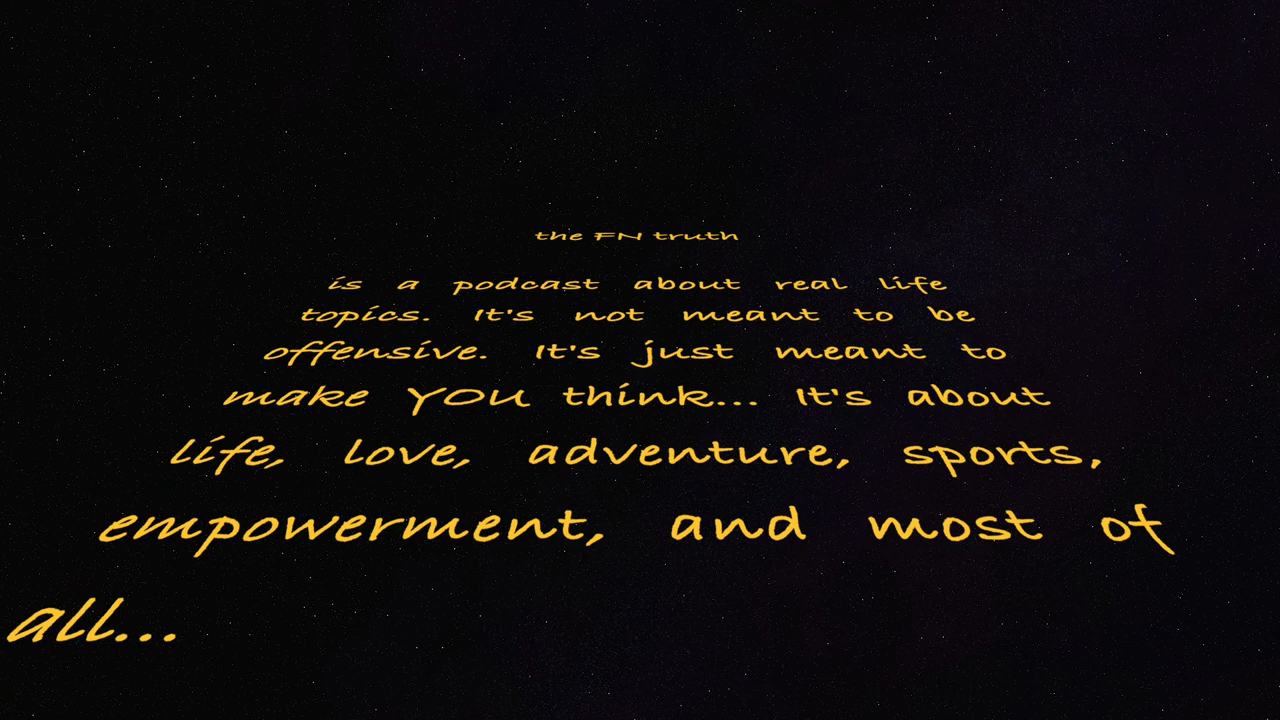 the FN truth
is a podcast about real life
topics. It's not meant to be
offensive. It's just meant to
make YOU think... It's about
life, love, adventure, sports,
empowerment, and most of
all...